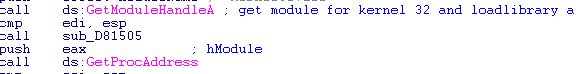 call ds:GetModuleHandleA ; get module for kernel 32 and loadlibrary a
cmp edi, esp
call sub_D81505
push eax ; hModule
call ds:GetProcAddress